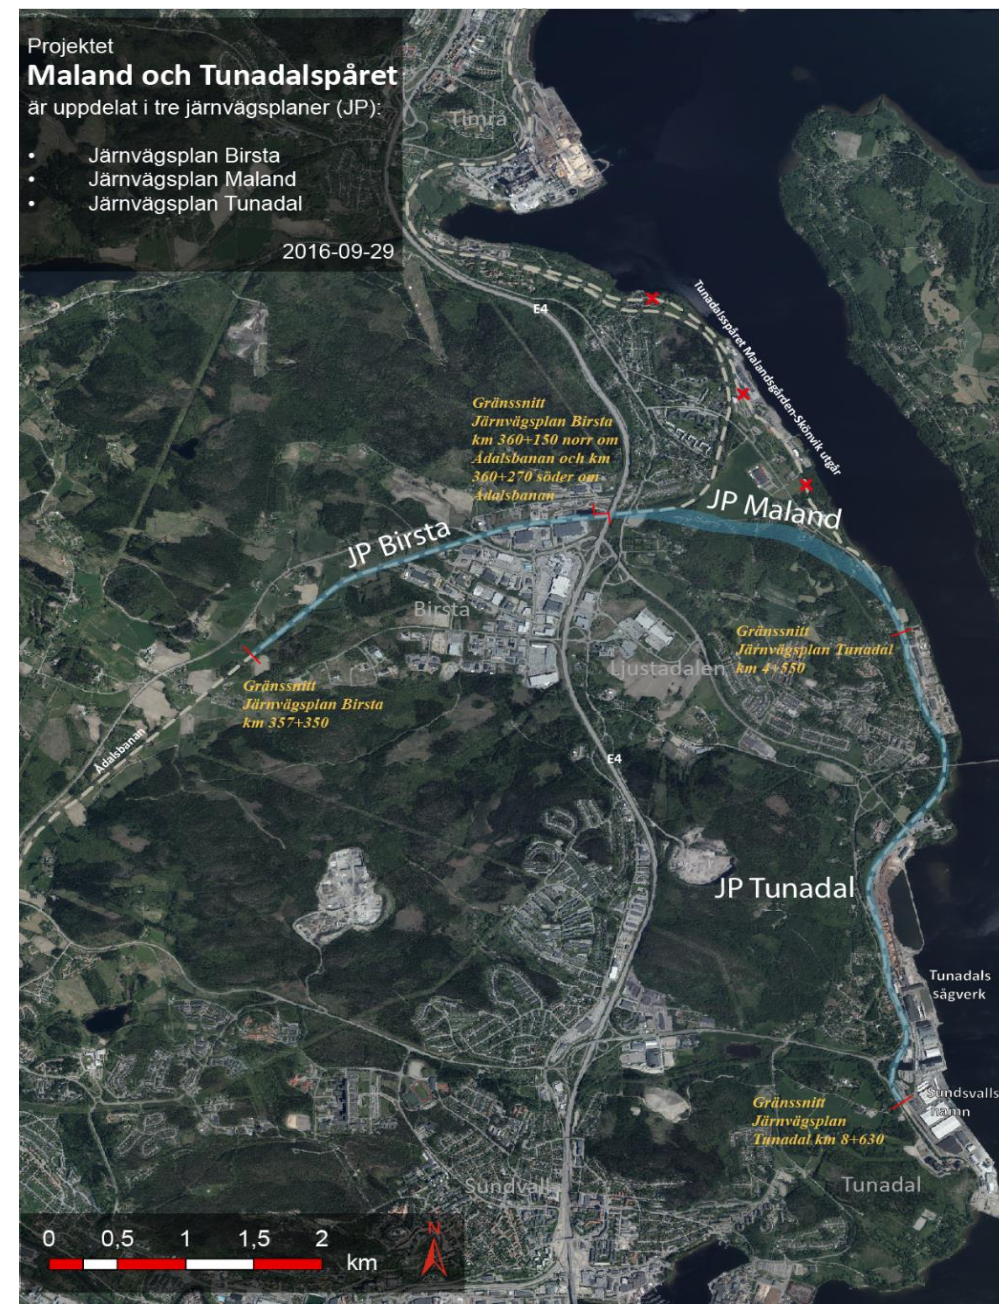 Projektet
Maland och Tunadalspåret
är uppdelat i tre järnvägsplaner (JP):
• Järnvägsplan Birsta
• Järnvägsplan Maland
• Järnvägsplan Tunadal
2016-09-29
Timrå
E4
Tunadalsspåret Malandsgården-Skönvik utgår
Gränssnitt
Järnvägsplan Birsta
km 360+150 norr om
Ådalsbanan och km
360+270 söder om
Ådalsbanan
JP Maland
JP Birsta
Birsta
Gränssnitt
Järnvägsplan Tunadal
km 4+550
Ljustadalen
Gränssnitt
Järnvägsplan Birsta
km 357+350
Ådalsbanan
E4
JP Tunadal
Tunadals
sågverk
Sundsvalls
hamn
Gränssnitt
Järnvägsplan
Tunadal km 8+630
Tunadal
Sundsvall
0 0,5 1 1,5 2
km
N